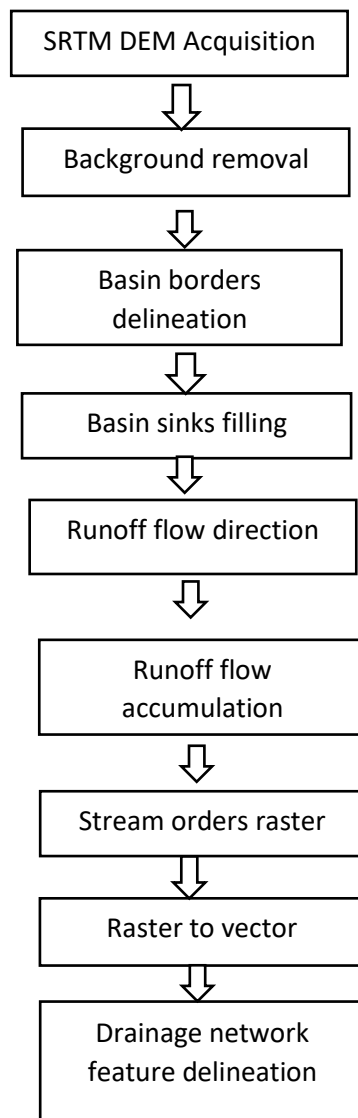 SRTM DEM Acquisition
Background removal
Basin borders
delineation
Basin sinks filling
Runoff flow direction
Runoff flow
accumulation
Stream orders raster
Raster to vector
Drainage network
feature delineation